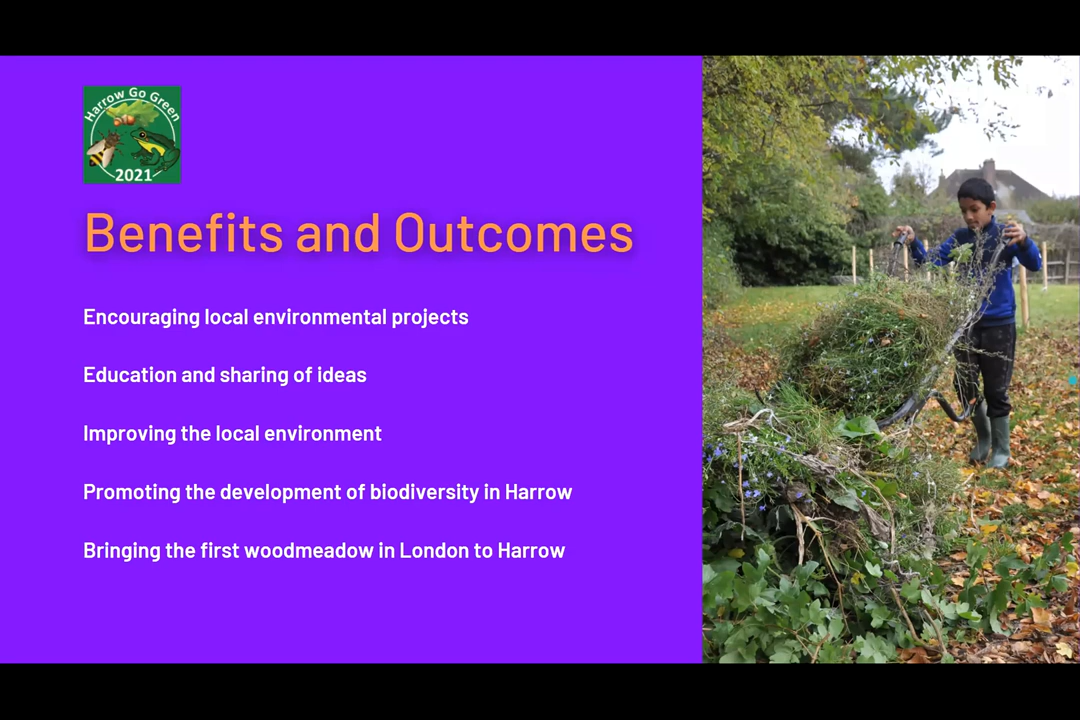 Harrow Go Green
2021
Benefits and Outcomes
Encouraging local environmental projects
Education and sharing of ideas
Improving the local environment
Promoting the development of biodiversity in Harrow
Bringing the first woodmeadow in London to Harrow